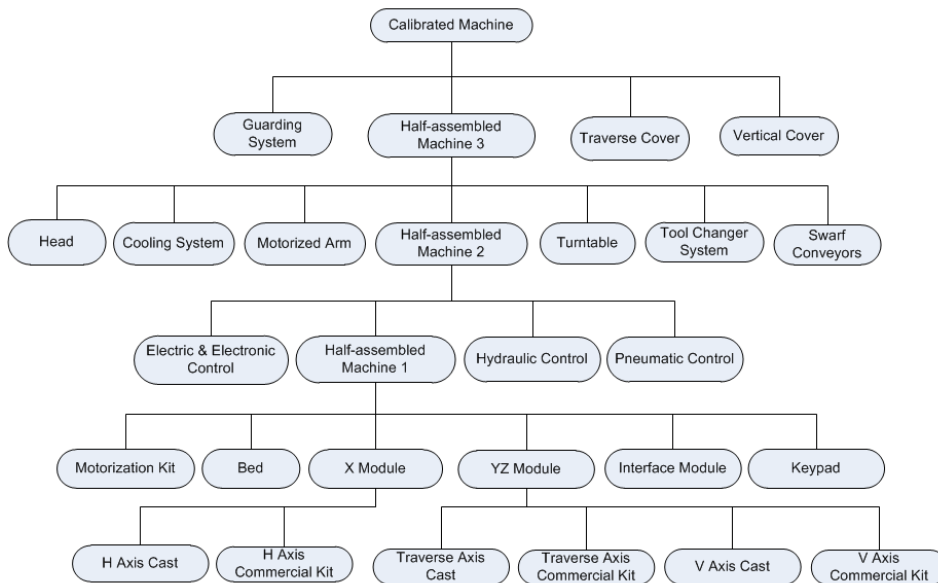 Calibrated Machine
Guarding
System
Half-assembled
Machine 3
Traverse Cover
Vertical Cover
Head
Cooling System
Motorized Arm
Half-assembled
Machine 2
Turntable
Tool Changer
System
Swarf
Conveyors
Electric & Electronic
Control
Half-assembled
Machine 1
Hydraulic Control
Pneumatic Control
Motorization Kit
Bed
X Module
YZ Module
Interface Module
Keypad
H Axis Cast
H Axis
Commercial Kit
Traverse Axis
Cast
Traverse Axis
Commercial Kit
V Axis Cast
V Axis
Commercial Kit